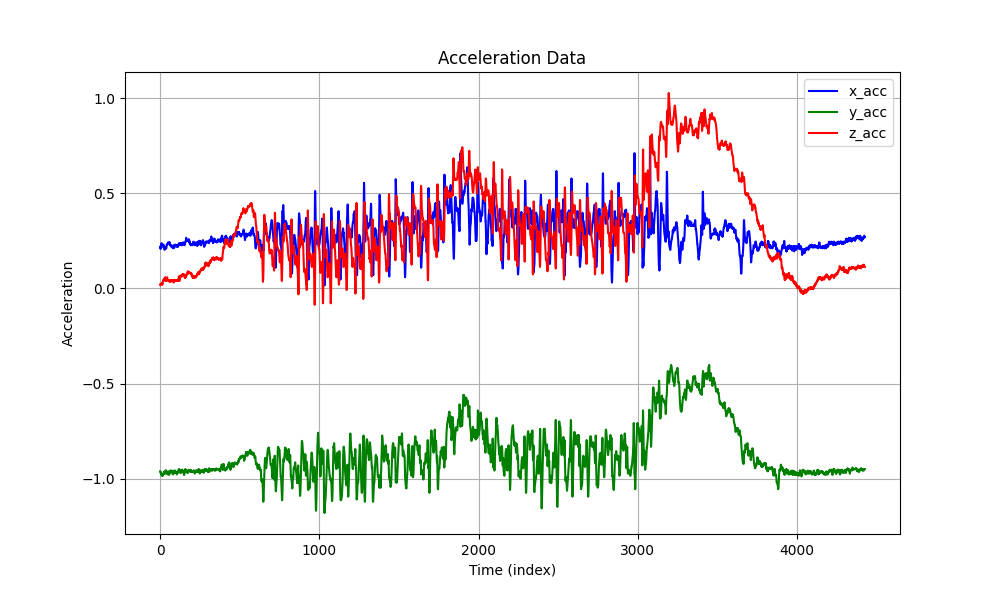 Acceleration Data
x_acc
y_acc
z_acc
1.0
0.5
0.0
−0.5
−1.0
Acceleration
0 1000 2000 3000 4000
Time (index)